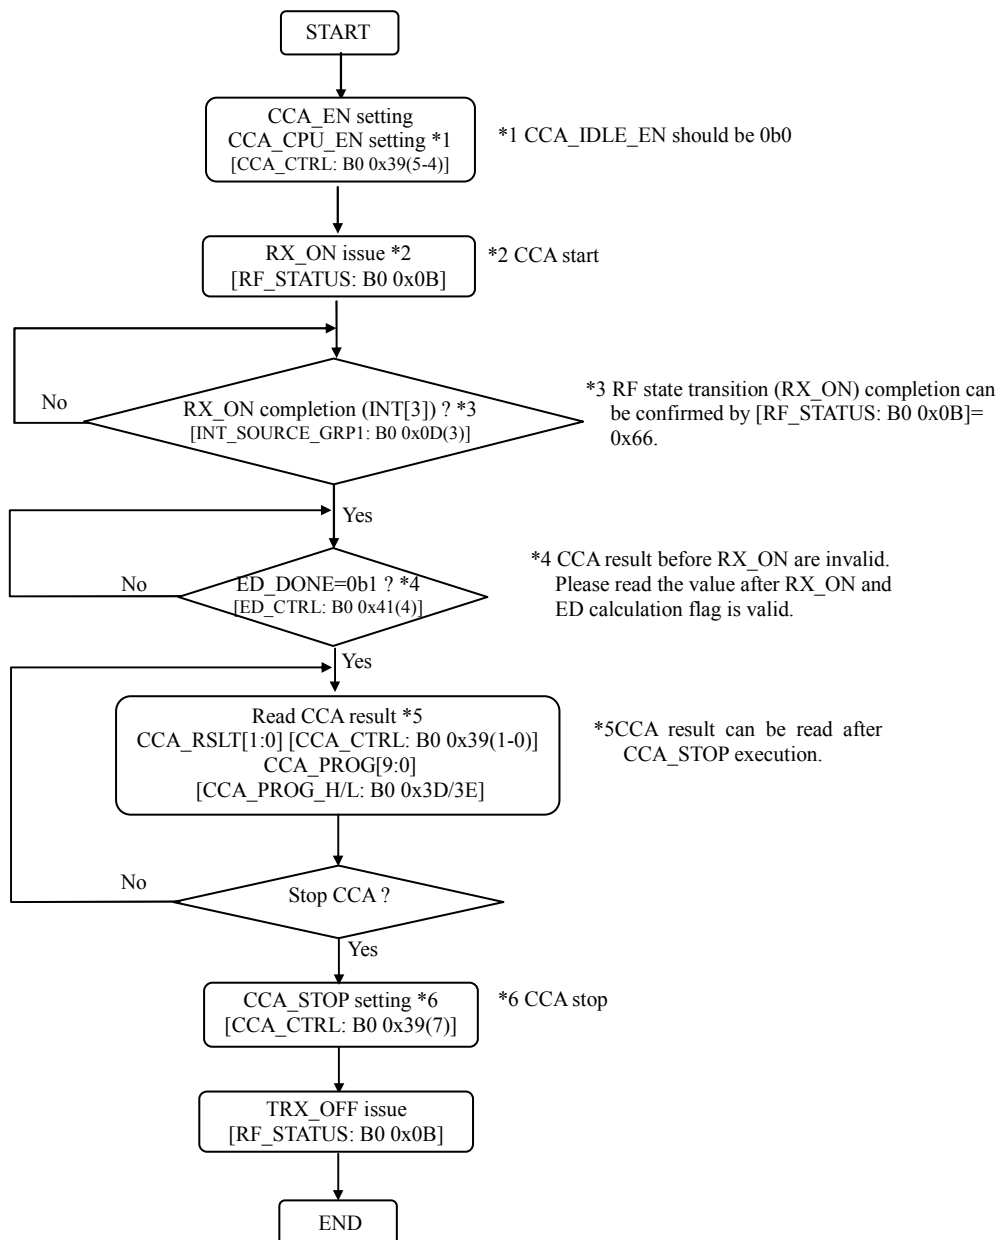 START
CCA_EN setting
CCA_CPU_EN setting *1
[CCA_CTRL: B0 0x39(5-4)]
*1 CCA_IDLE_EN should be 0b0
RX_ON issue *2
[RF_STATUS: B0 0x0B]
*2 CCA start
No
RX_ON completion (INT[3]) ? *3
[INT_SOURCE_GRP1: B0 0x0D(3)]
*3 RF state transition (RX_ON) completion can
be confirmed by [RF_STATUS: B0 0x0B]=
0x66.
Yes
No
ED_DONE=0b1 ? *4
[ED_CTRL: B0 0x41(4)]
*4 CCA result before RX_ON are invalid.
Please read the value after RX_ON and
ED calculation flag is valid.
Yes
Read CCA result *5
CCA_RSLT[1:0] [CCA_CTRL: B0 0x39(1-0)]
CCA_PROG[9:0]
[CCA_PROG_H/L: B0 0x3D/3E]
*5CCA result can be read after
CCA_STOP execution.
No
Stop CCA ?
Yes
CCA_STOP setting *6
[CCA_CTRL: B0 0x39(7)]
*6 CCA stop
TRX_OFF issue
[RF_STATUS: B0 0x0B]
END